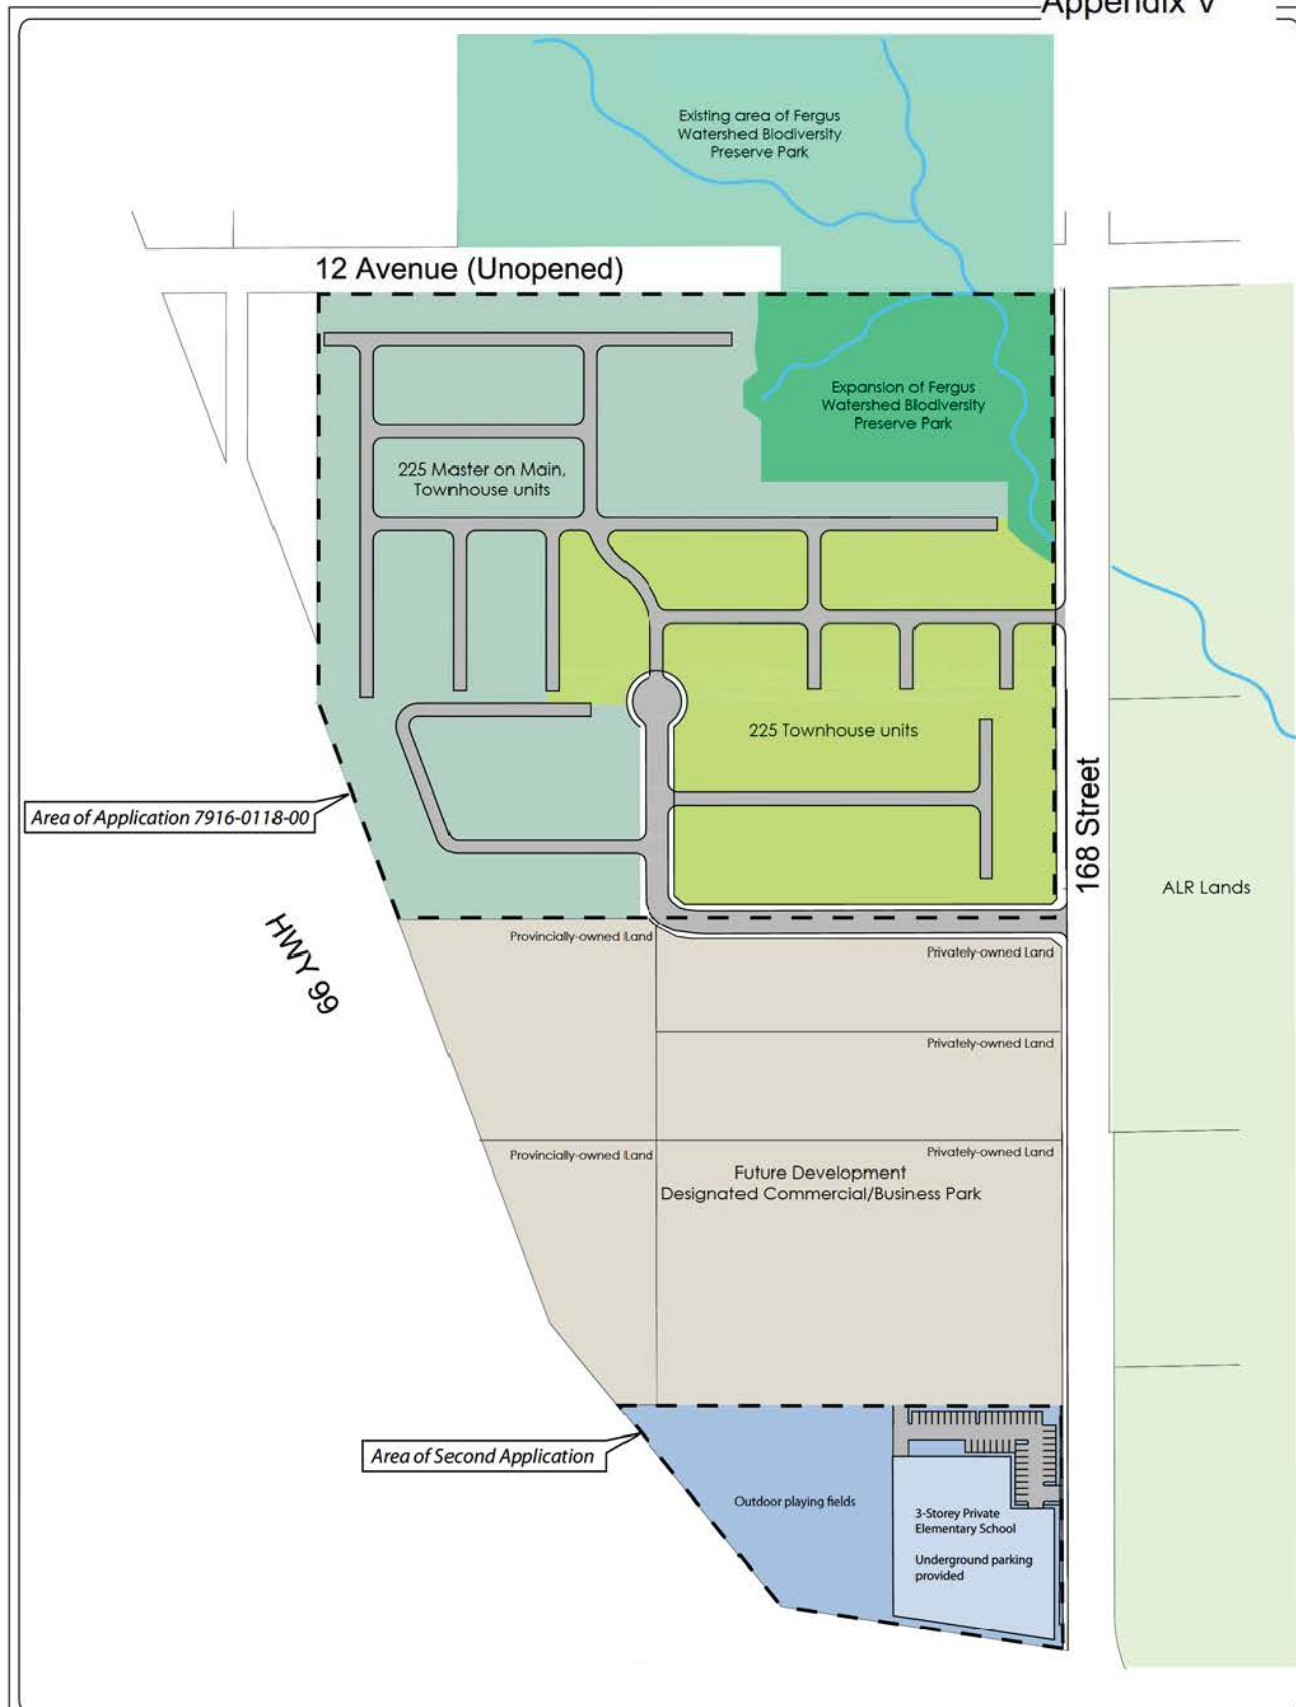 Appendix V
Existing area of Fergus
Watershed Biodiversity
Preserve Park
12 Avenue (Unopened)
Expansion of Fergus
Watershed Biodiversity
Preserve Park
225 Master on Main,
Townhouse units
225 Townhouse units
Area of Application 7916-0118-00
168 Street
ALR Lands
HWY 99
Provincially-owned Land
Privately-owned Land
Privately-owned Land
Provincially-owned Land
Privately-owned Land
Future Development
Designated Commercial/Business Park
Area of Second Application
Outdoor playing fields
3-Storey Private
Elementary School
Underground parking
provided